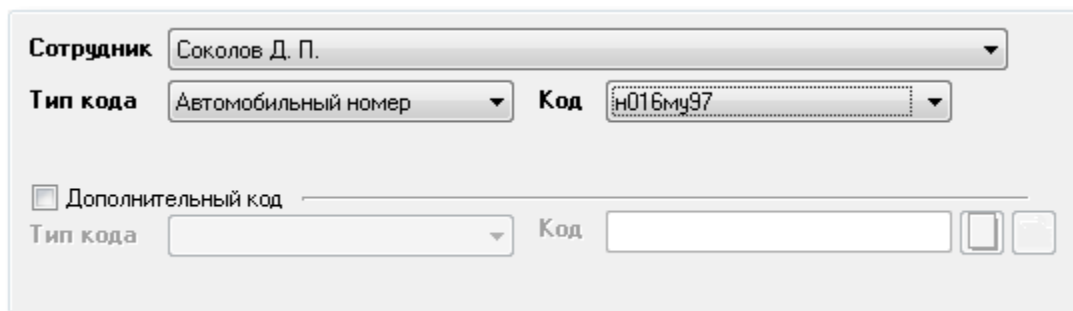 Сотрудник Соколов Д. П.
Тип кода Автомобильный номер Код н016му97
Дополнительный код
Тип кода Код